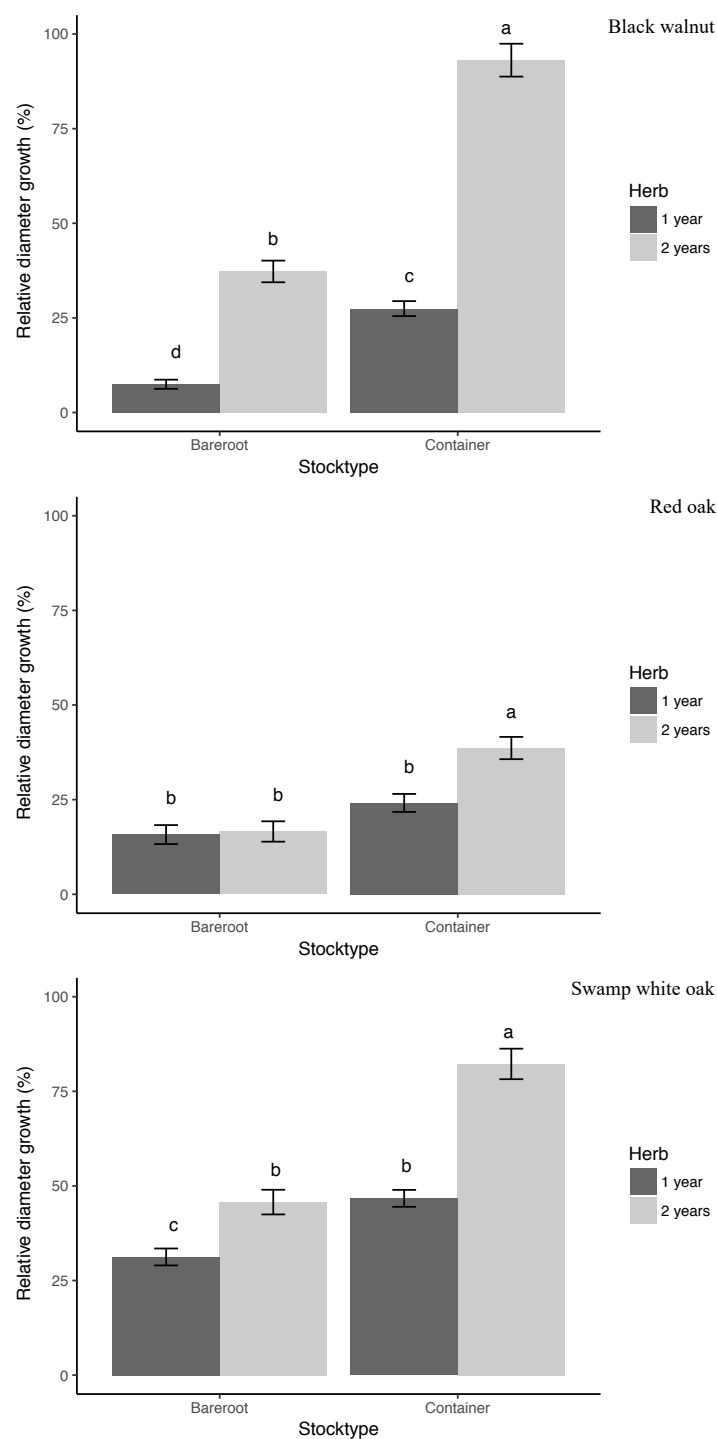 Black walnut
100
75
50
25
0
Relative diameter growth (%)
a
b
c
d
Herb
1 year
2 years
Bareroot Container
Stocktype
Red oak
100
75
50
25
0
Relative diameter growth (%)
a
b b b
Herb
1 year
2 years
Bareroot Container
Stocktype
Swamp white oak
100
75
50
25
0
Relative diameter growth (%)
a
b b
c
Herb
1 year
2 years
Bareroot Container
Stocktype